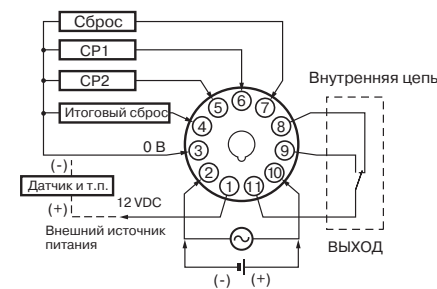 Сброс
CP1
CP2
Итоговый сброс
0 В
(-)
Датчик и т.п.
(+)
12 VDC
Внешний источник
питания
5
6
7
4
8
3
9
2
10
1
11
Внутренняя цепь
ВЫХОД
(-)
(+)